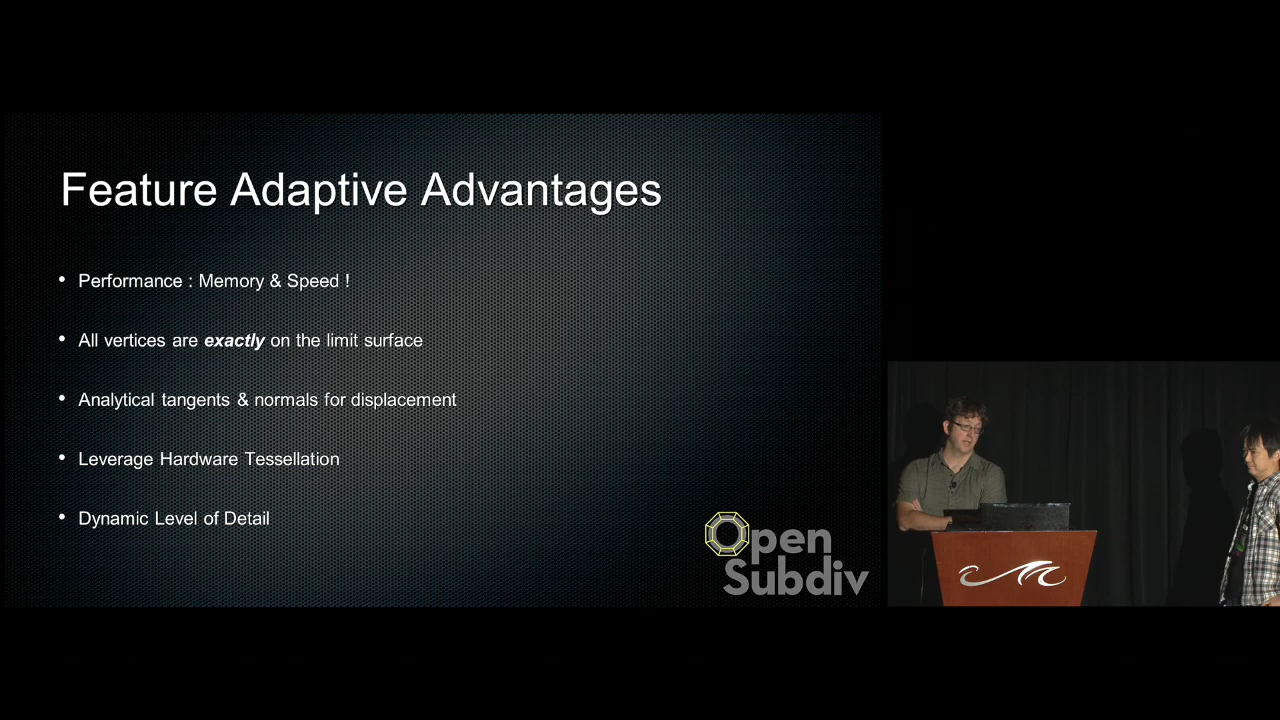 Feature Adaptive Advantages
• Performance : Memory & Speed !
• All vertices are exactly on the limit surface
• Analytical tangents & normals for displacement
• Leverage Hardware Tessellation
• Dynamic Level of Detail
Open
Subdiv